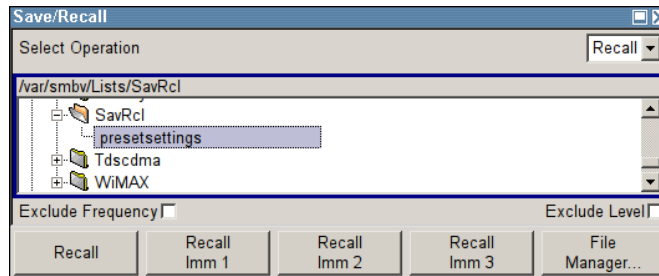 Save/Recall
Select Operation
Recall
/var/smbv/Lists/SavRcl
SavRcl
presetsettings
Tdscdma
WiMAX
Exclude Frequency
Exclude Level
Recall
Recall
Imm 1
Recall
Imm 2
Recall
Imm 3
File
Manager...